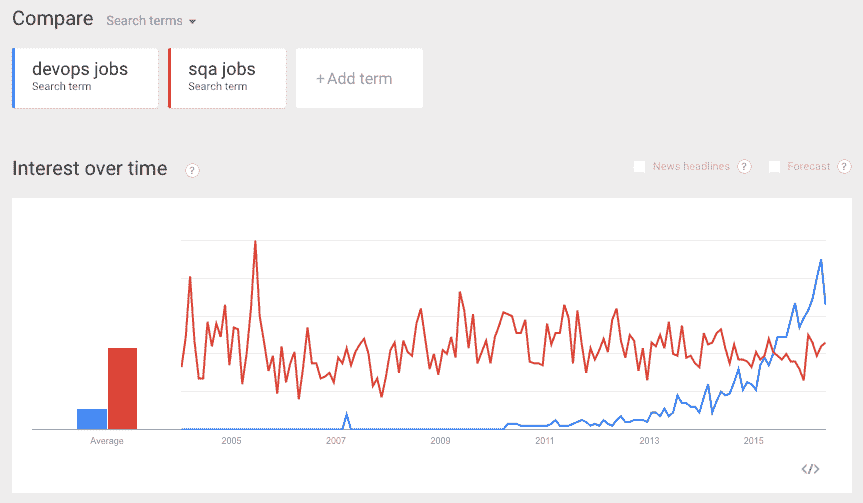 Compare Search terms
devops jobs
Search term
sqa jobs
Search term
+Add term
Interest over time ?
News headlines ? Forecast ?
Average 2005 2007 2009 2011 2013 2015
</>